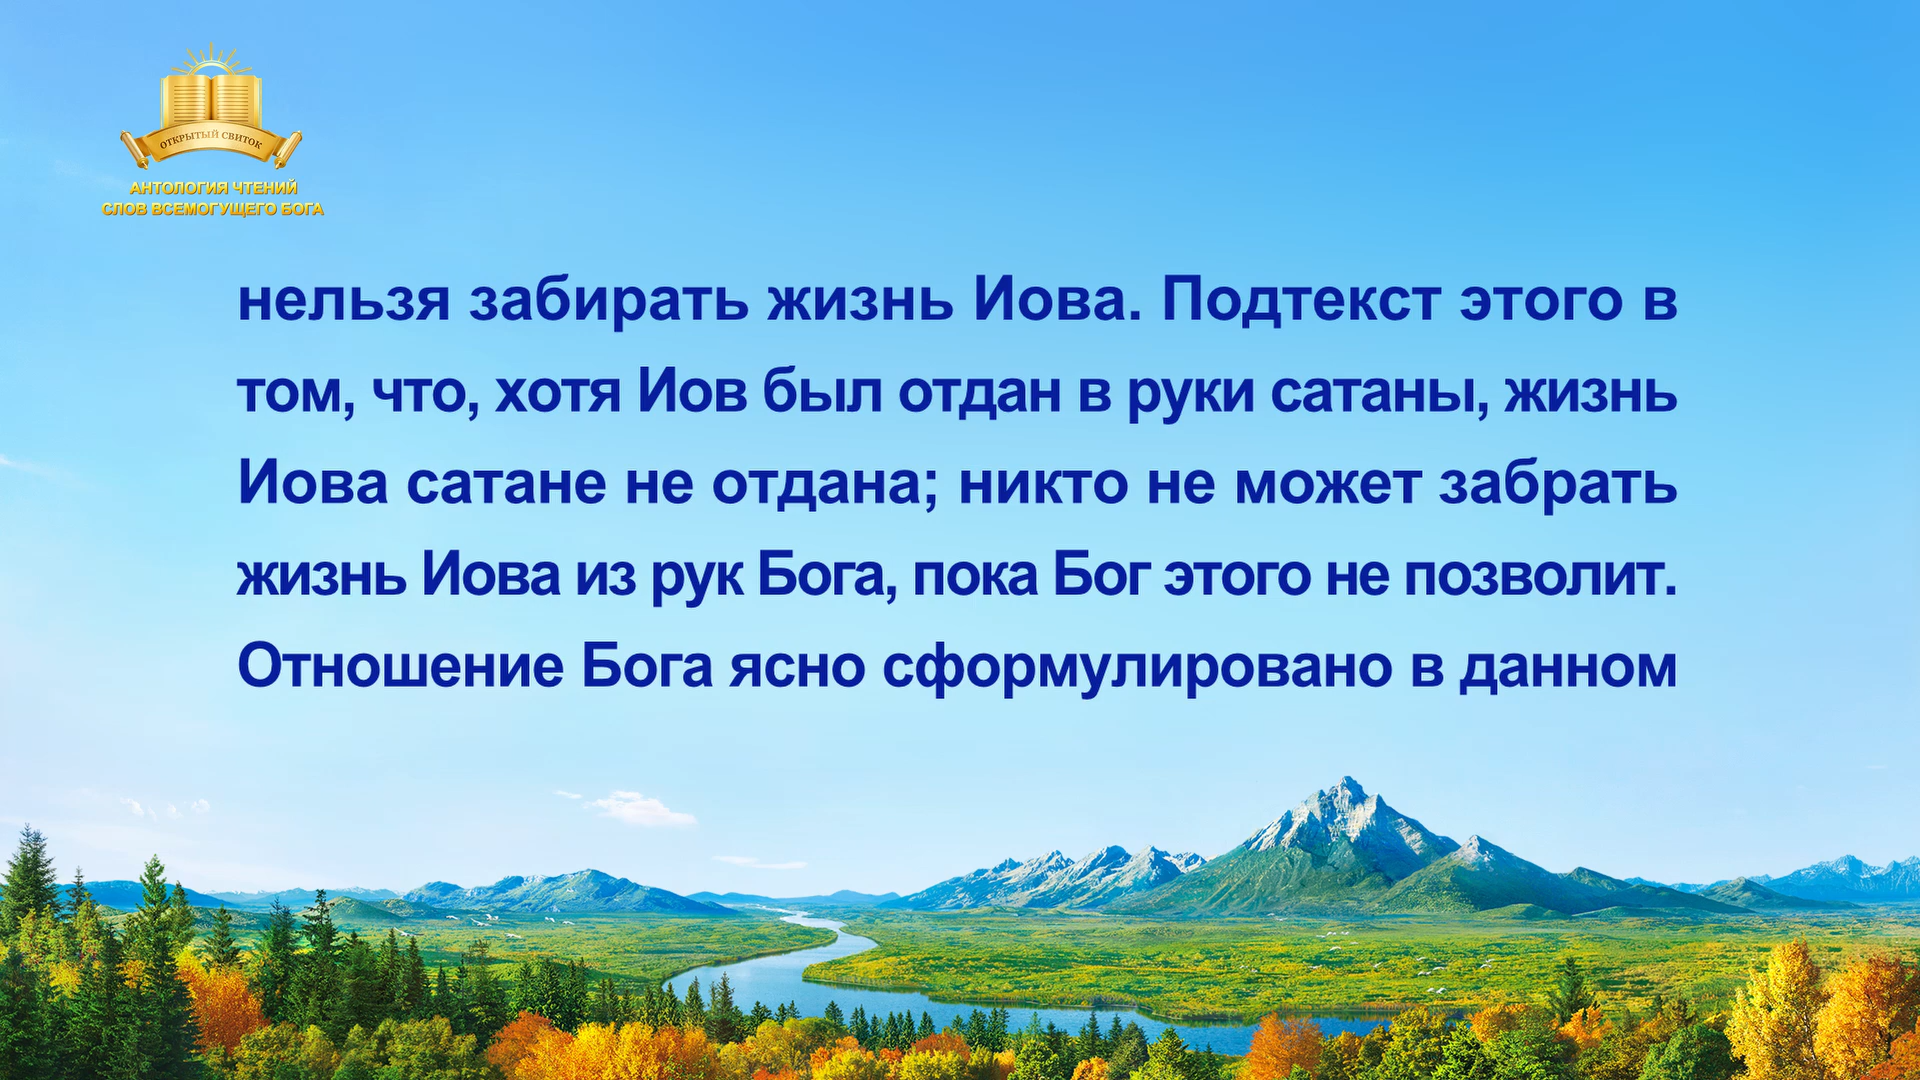 ОТКРЫТЫЙ СВИТОК
АНТОЛОГИЯ ЧТЕНИЙ
СЛОВ ВСЕМОГУЩЕГО БОГА
нельзя забирать жизнь Иова. Подтекст этого в
том, что, хотя Иов был отдан в руки сатаны, жизнь
Иова сатане не отдана; никто не может забрать
жизнь Иова из рук Бога, пока Бог этого не позволит.
Отношение Бога ясно сформулировано в данном